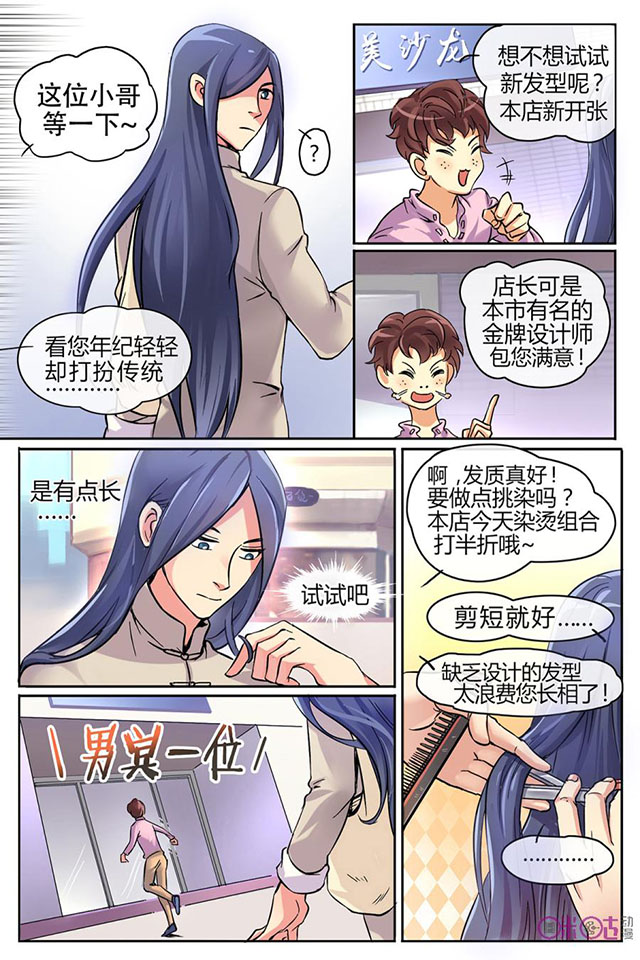 这位小哥
等一下~
?
看您年纪轻轻
却打扮传统
…………
美沙龙
想不想试试
新发型呢?
本店新开张
店长可是
本市有名的
金牌设计师
包您满意!
是有点长
……
试试吧
男宾一位
啊,发质真好!
要做点挑染吗?
本店今天染烫组合
打半折哦~
剪短就好……
缺乏设计的发型
太浪费您长相了!
…………
咪咕
动漫